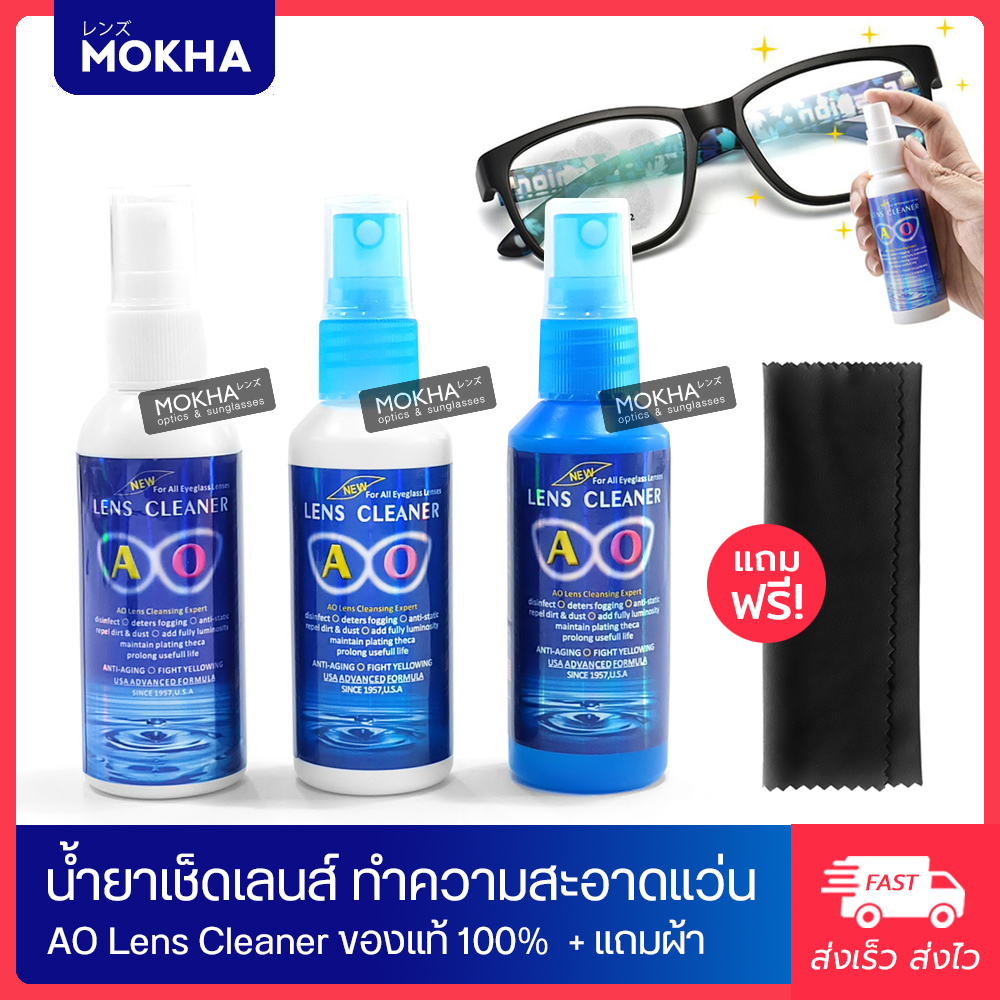 レンズ
MOKHA
LENS CLEANER
AO
2
MOKHAレンズ
optics & sunglasses
MOKHAレンズ
optics & sunglasses
MOKHAレンズ
optics & sunglasses
NEW For All Eyeglass Lenses
LENS CLEANER
AO
AO Lens Cleansing Expert
disinfect deters fogging anti-static
repel dirt & dust add fully luminosity
maintain plating theca
prolong usefull life
ANTI-AGING FIGHT YELLOWING
USA ADVANCED FORMULA
SINCE 1957,U.S.A
NEW For All Eyeglass Lenses
LENS CLEANER
AO
AO Lens Cleansing Expert
disinfect deters fogging anti-static
repel dirt & dust add fully luminosity
maintain plating theca
prolong usefull life
ANTI-AGING FIGHT YELLOWING
USA ADVANCED FORMULA
SINCE 1957,U.S.A
NEW For All Eyeglass Lenses
LENS CLEANER
AO
AO Lens Cleansing Expert
disinfect deters fogging anti-static
repel dirt & dust add fully luminosity
maintain plating theca
prolong usefull life
ANTI-AGING FIGHT YELLOWING
USA ADVANCED FORMULA
SINCE 1957,U.S.A
แถม
ฟรี!
น้ำยาเช็ดเลนส์ ทำความสะอาดแว่น
AO Lens Cleaner ของแท้ 100% + แถมผ้า
FAST
ส่งเร็ว ส่งไว